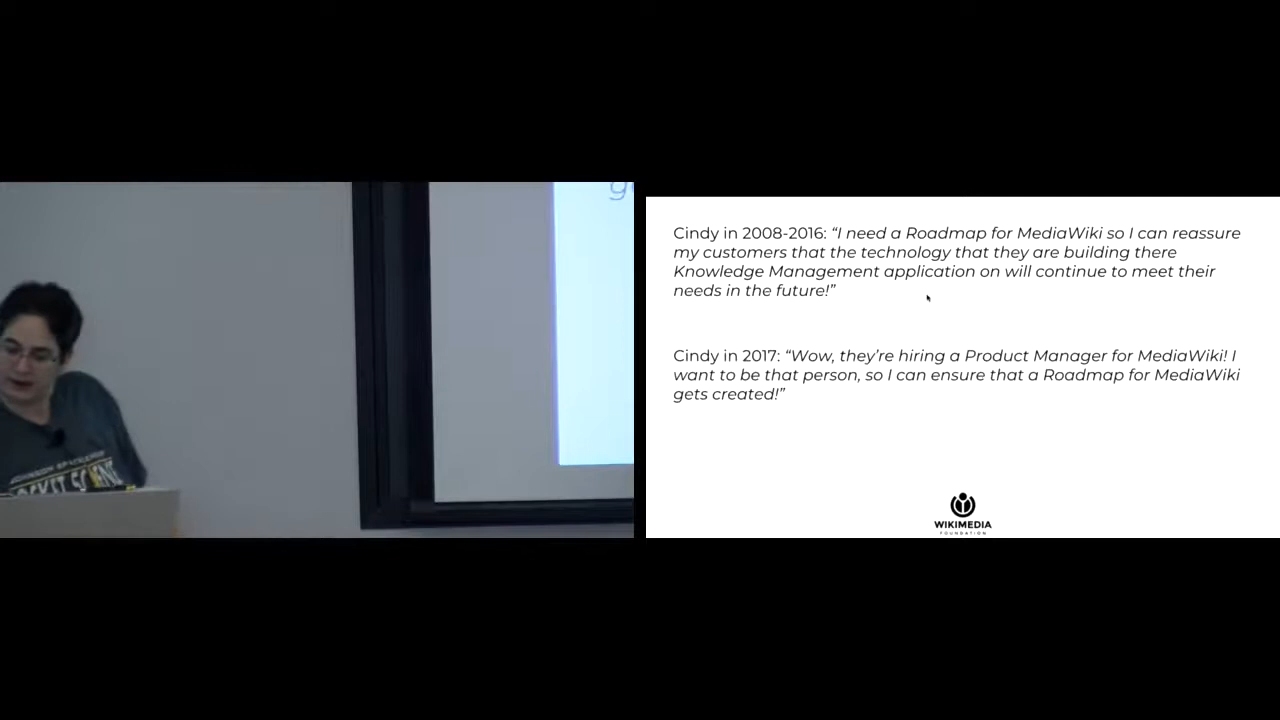 Cindy in 2008-2016: “I need a Roadmap for MediaWiki so I can reassure
my customers that the technology that they are building there
Knowledge Management application on will continue to meet their
needs in the future!”
Cindy in 2017: “Wow, they’re hiring a Product Manager for MediaWiki! I
want to be that person, so I can ensure that a Roadmap for MediaWiki
gets created!”
WIKIMEDIA
FOUNDATION